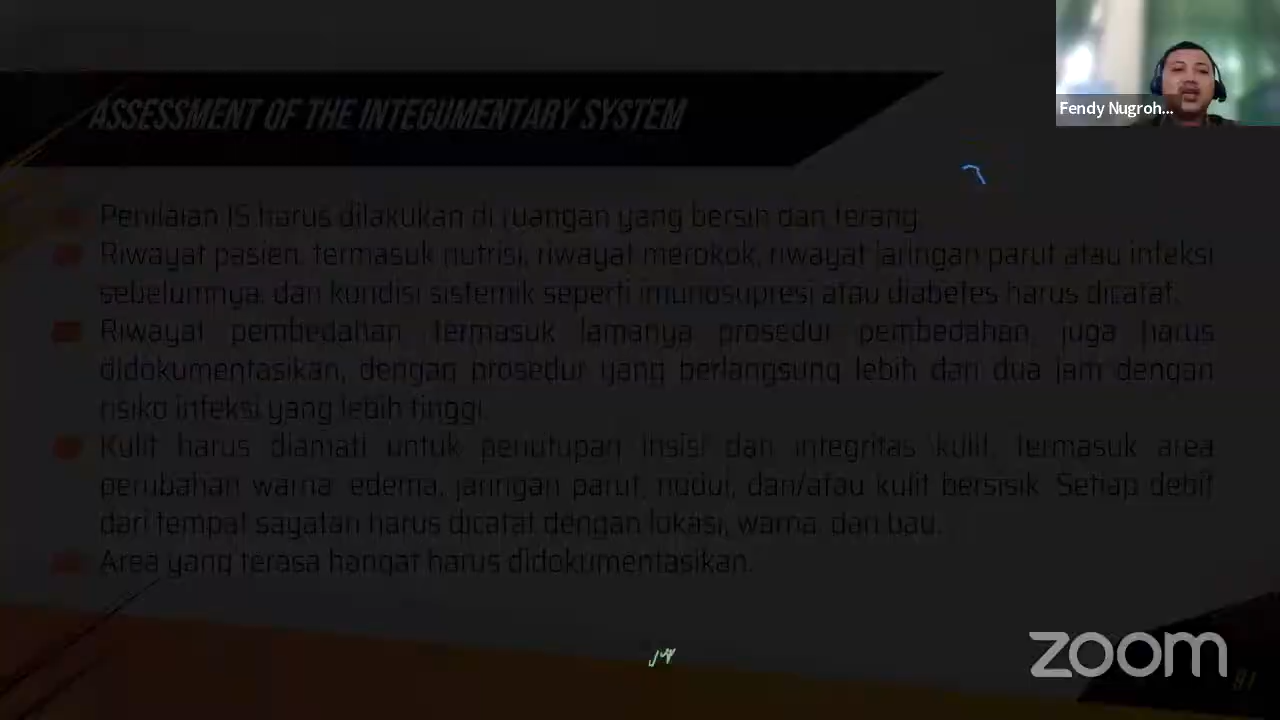 Fendy Nugroh...
ASSESSMENT OF THE INTEGUMENTARY SYSTEM
Penilaian IS harus dilakukan di ruangan yang bersih dan terang.
Riwayat pasien, termasuk nutrisi, riwayat merokok, riwayat jaringan parut atau infeksi
sebelumnya, dan kondisi sistemik seperti imunosupresi atau diabetes harus dicatat.
Riwayat pembedahan, termasuk lamanya prosedur pembedahan, juga harus
didokumentasikan, dengan prosedur yang berlangsung lebih dari dua jam dengan
risiko infeksi yang lebih tinggi.
Kulit harus diamati untuk penutupan insisi dan integritas kulit, termasuk area
perubahan warna, edema, jaringan parut, nodul, dan/atau kulit bersisik. Setiap debit
dari tempat sayatan harus dicatat dengan lokasi, warna, dan bau.
Area yang terasa hangat harus didokumentasikan.
zoom
91